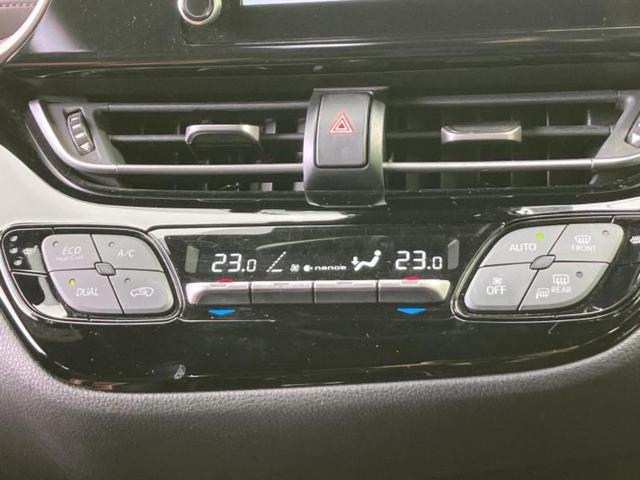 ECO
A/C
DUAL
23.0
nanoe
23.0
AUTO
FRONT
OFF
REAR